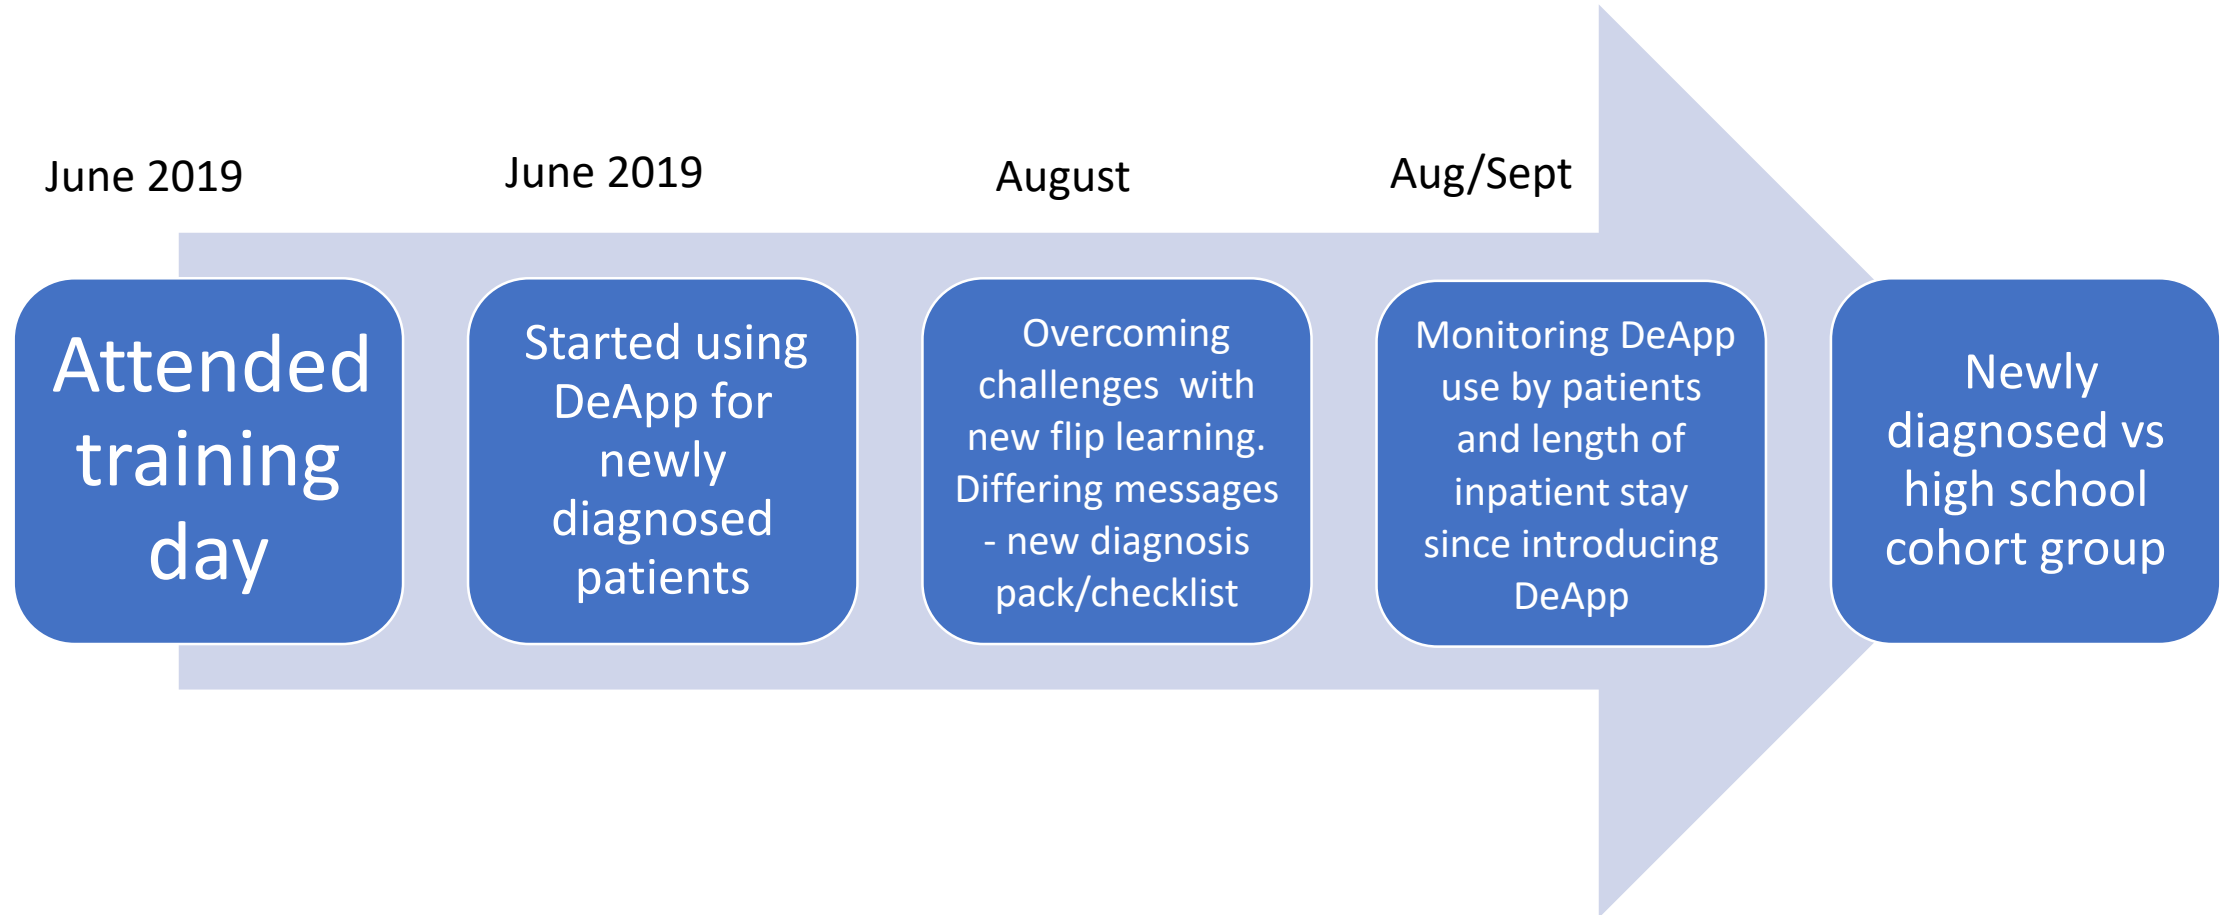 June 2019
June 2019
August
Aug/Sept
Attended
training
day
Started using
DeApp for
newly
diagnosed
patients
Overcoming
challenges  with
new flip learning.
Differing messages
- new diagnosis
pack/checklist
Monitoring DeApp
use by patients
and length of
inpatient stay
since introducing
DeApp
Newly
diagnosed vs
high school
cohort group